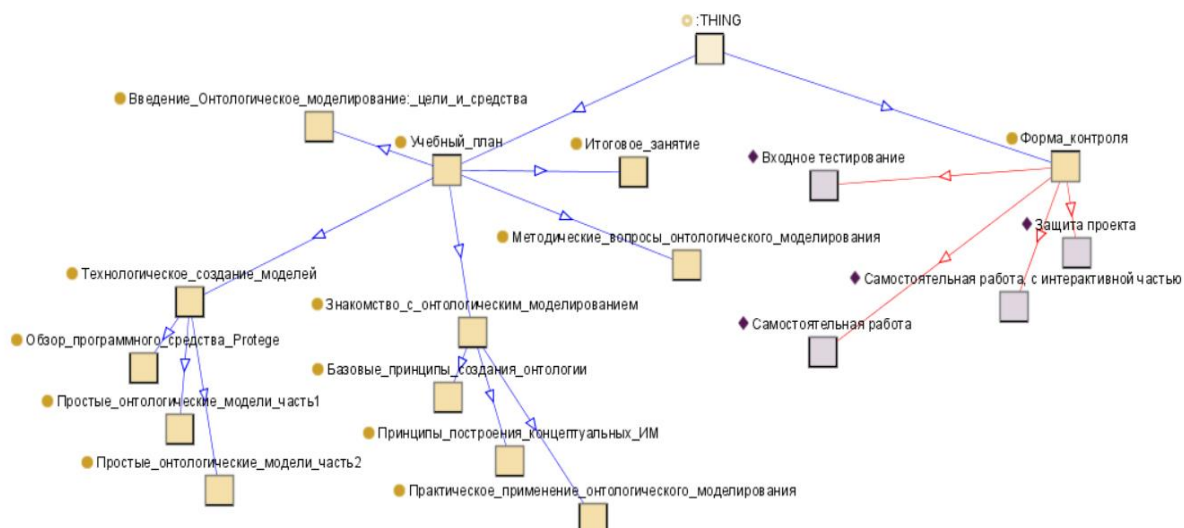 :THING
Введение_Онтологическое_моделирование:_цели_и_средства
Учебный_план
Итоговое_занятие
Форма_контроля
Входное тестирование
Защита проекта
Методические_вопросы_онтологического_моделирования
Технологическое_создание_моделей
Самостоятельная работа, с интерактивной частью
Знакомство_с_онтологическим_моделированием
Самостоятельная работа
Обзор_программного_средства_Protege
Базовые_принципы_создания_онтологии
Простые_онтологические_модели_часть1
Принципы_построения_концептуальных_ИМ
Простые_онтологические_модели_часть2
Практическое_применение_онтологического_моделирования